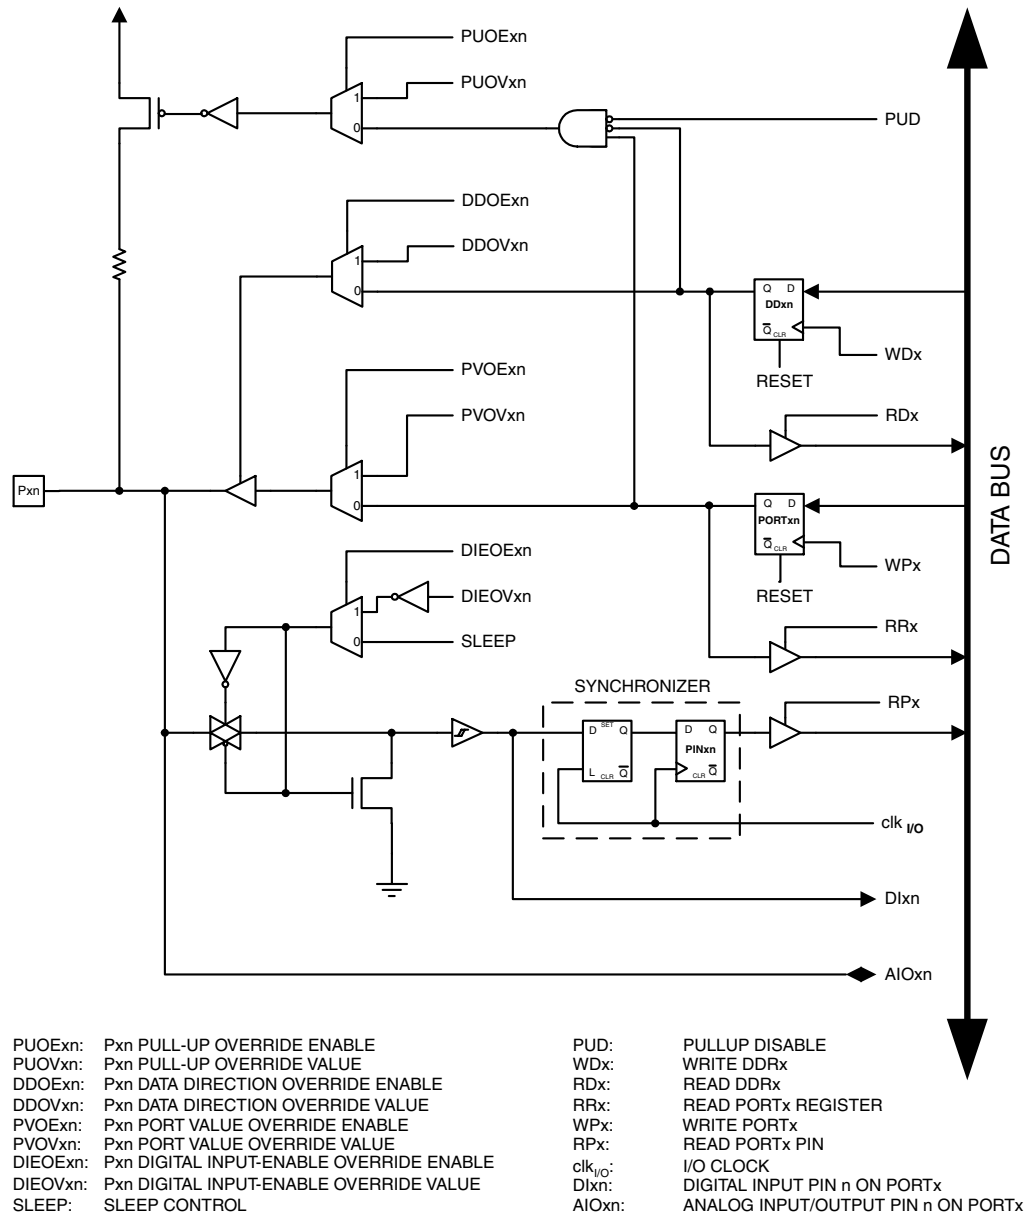 PUOExn
PUOVxn
1
0
PUD
DDOExn
DDOVxn
1
0
Q D
DDxn
Q CLR
WDx
RESET
PVOExn
RDx
PVOVxn
1
0
Pxn
Q D
PORTxn
Q CLR
WPx
RESET
DIEOExn
DIEOVxn
1
0
SLEEP
RRx
SYNCHRONIZER
RPx
D SET Q
L CLR Q
D Q
PINxn
CLR Q
clk I/O
DIxn
AIOxn
DATA BUS
PUOExn: Pxn PULL-UP OVERRIDE ENABLE
PUOVxn: Pxn PULL-UP OVERRIDE VALUE
DDOExn: Pxn DATA DIRECTION OVERRIDE ENABLE
DDOVxn: Pxn DATA DIRECTION OVERRIDE VALUE
PVOExn: Pxn PORT VALUE OVERRIDE ENABLE
PVOVxn: Pxn PORT VALUE OVERRIDE VALUE
DIEOExn: Pxn DIGITAL INPUT-ENABLE OVERRIDE ENABLE
DIEOVxn: Pxn DIGITAL INPUT-ENABLE OVERRIDE VALUE
SLEEP: SLEEP CONTROL
PUD: PULLUP DISABLE
WDx: WRITE DDRx
RDx: READ DDRx
RRx: READ PORTx REGISTER
WPx: WRITE PORTx
RPx: READ PORTx PIN
clkI/O: I/O CLOCK
DIxn: DIGITAL INPUT PIN n ON PORTx
AIOxn: ANALOG INPUT/OUTPUT PIN n ON PORTx